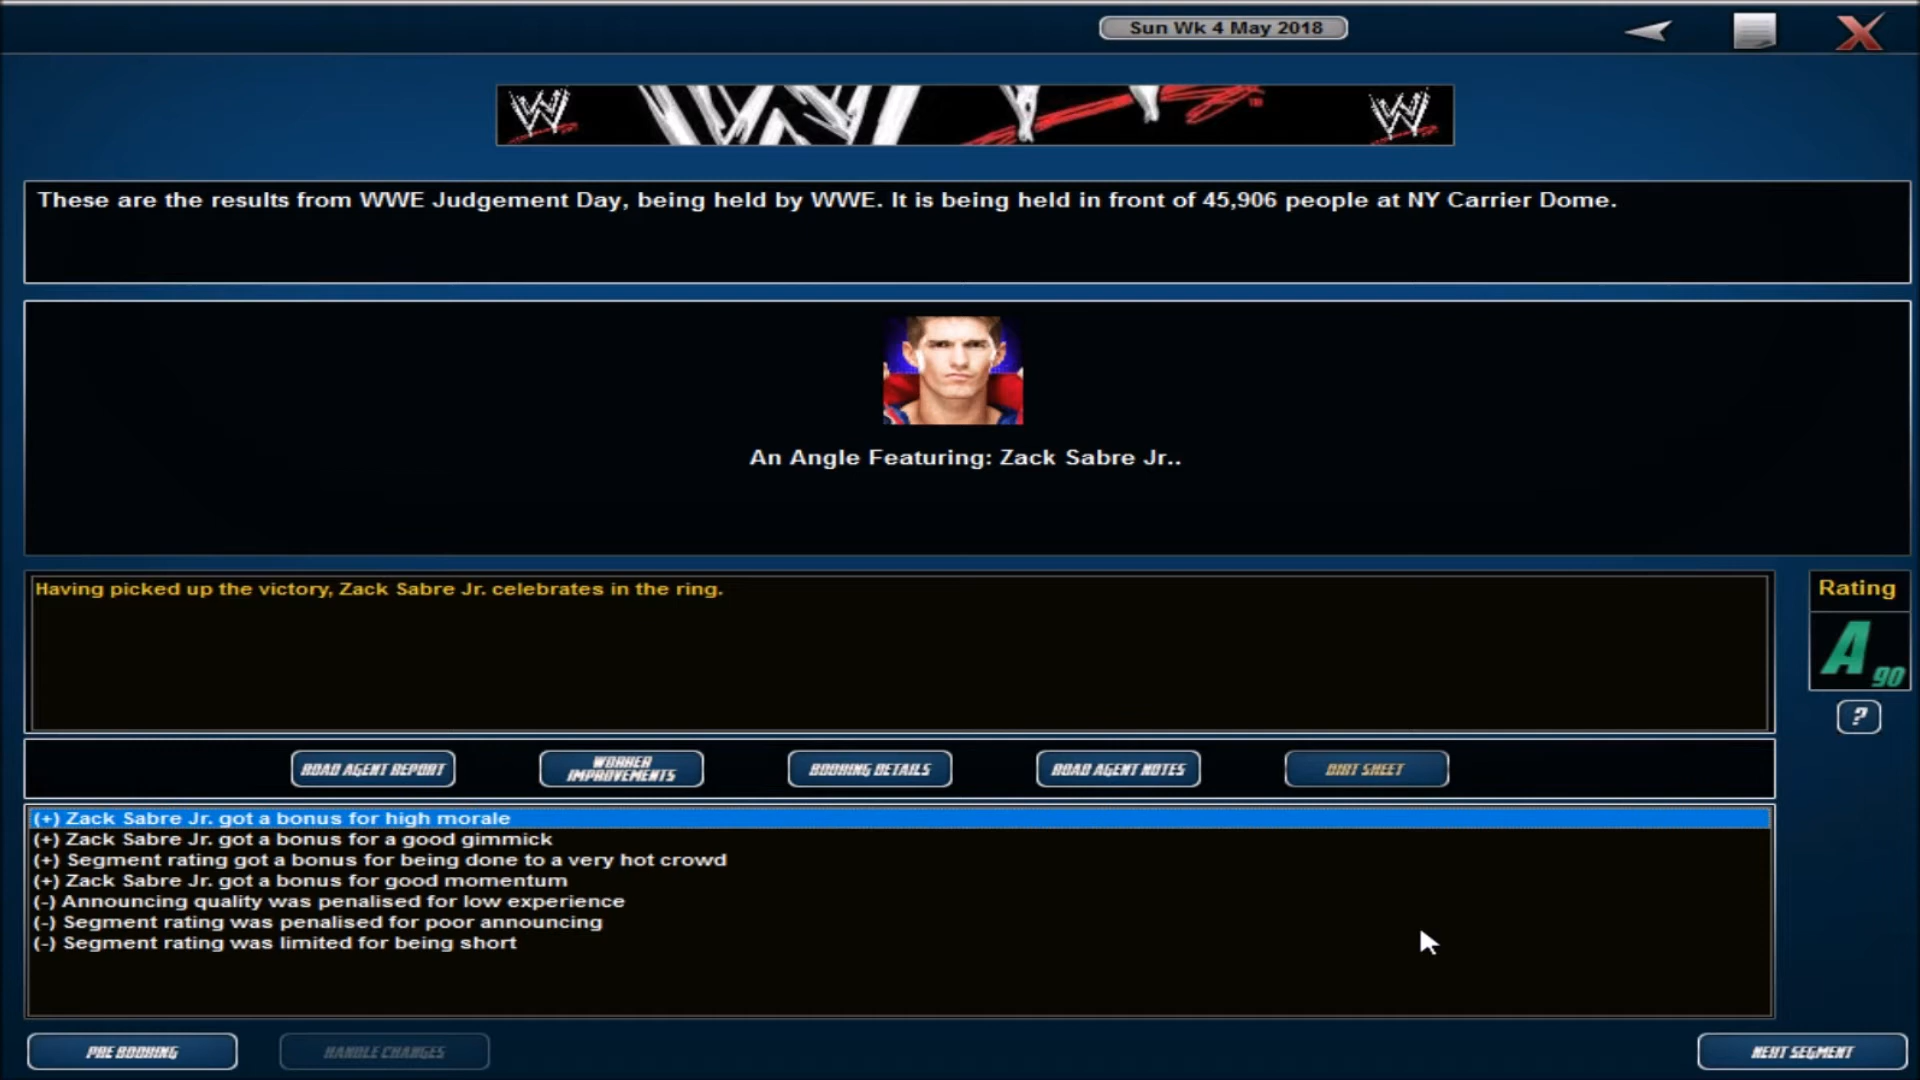 Sun Wk 4 May 2018
These are the results from WWE Judgement Day, being held by WWE. It is being held in front of 45,906 people at NY Carrier Dome.
An Angle Featuring: Zack Sabre Jr..
Having picked up the victory, Zack Sabre Jr. celebrates in the ring.
Rating
A 90
?
ROAD AGENT REPORT
WORKER IMPROVEMENTS
BOOKING DETAILS
ROAD AGENT NOTES
DIRT SHEET
(+) Zack Sabre Jr. got a bonus for high morale
(+) Zack Sabre Jr. got a bonus for a good gimmick
(+) Segment rating got a bonus for being done to a very hot crowd
(+) Zack Sabre Jr. got a bonus for good momentum
(-) Announcing quality was penalised for low experience
(-) Segment rating was penalised for poor announcing
(-) Segment rating was limited for being short
PRE BOOKING
HANDLE CHANGES
NEXT SEGMENT